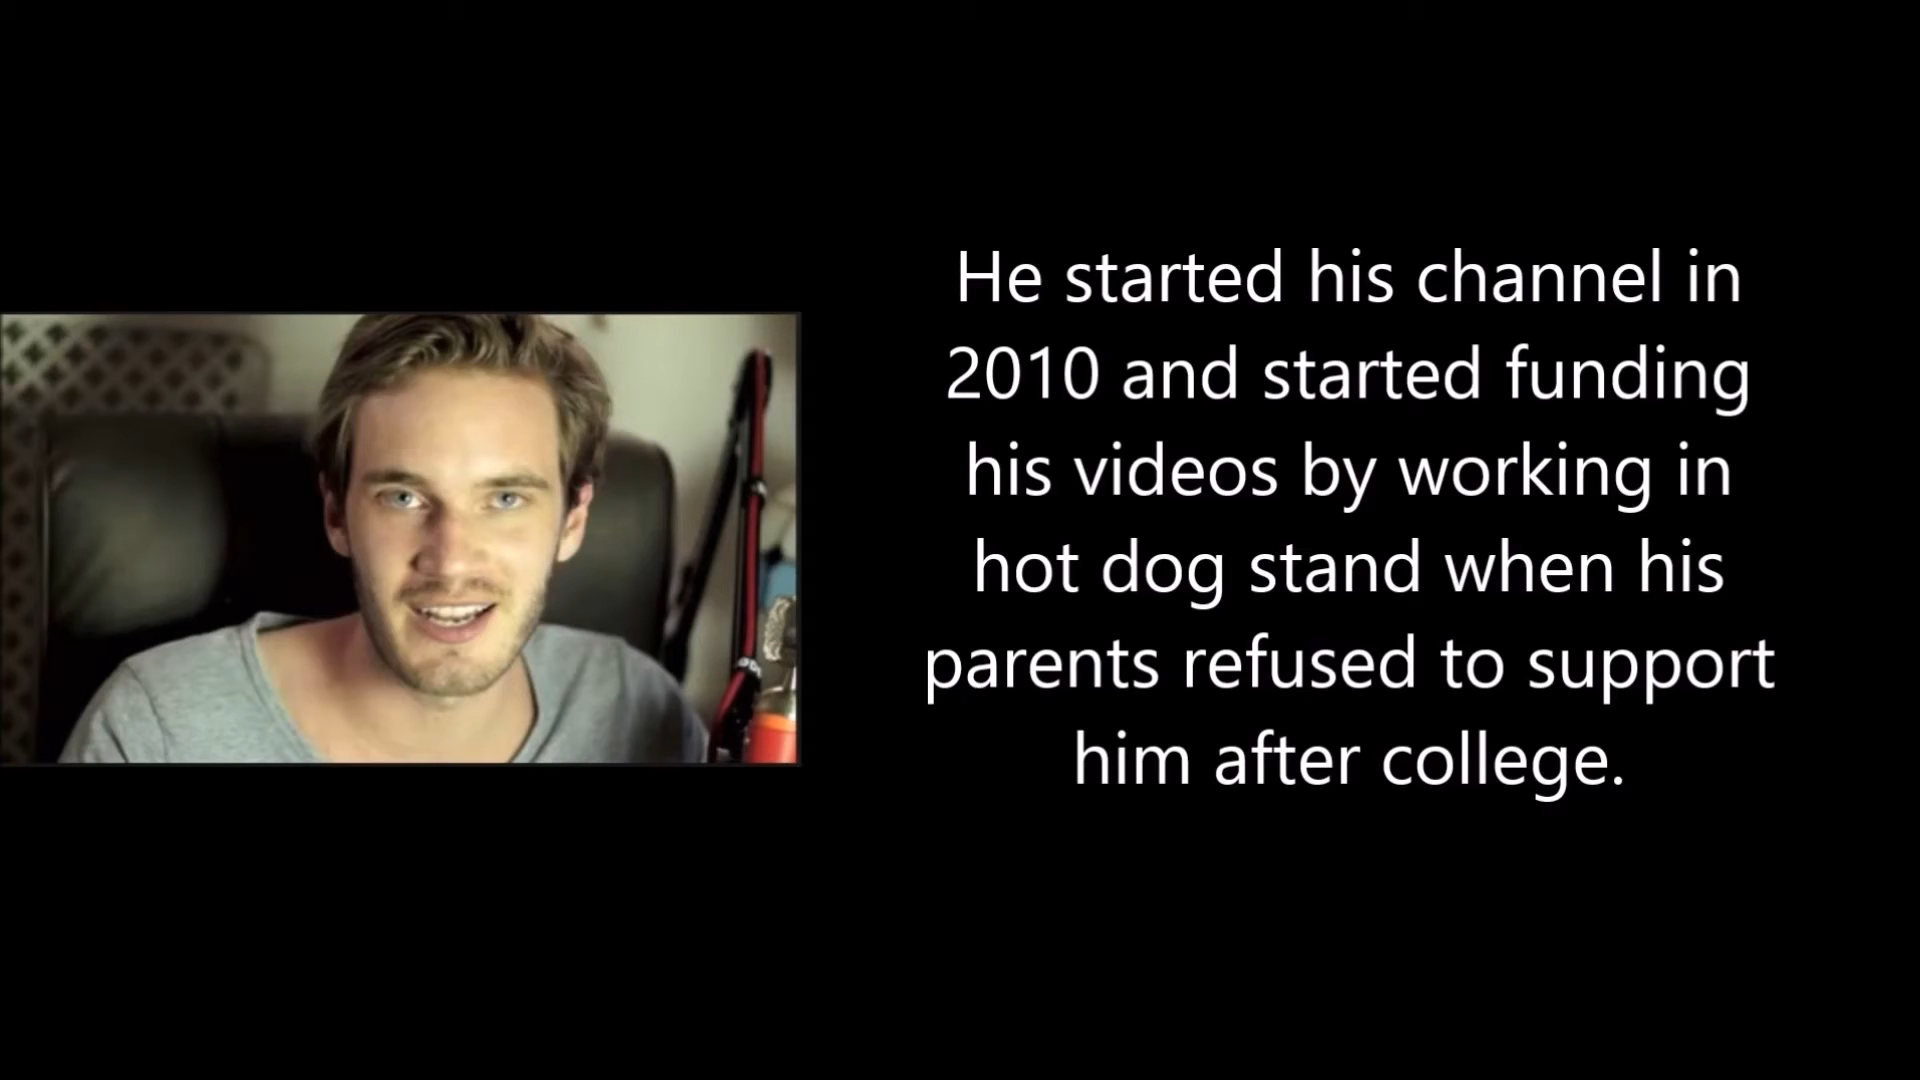 He started his channel in
2010 and started funding
his videos by working in
hot dog stand when his
parents refused to support
him after college.